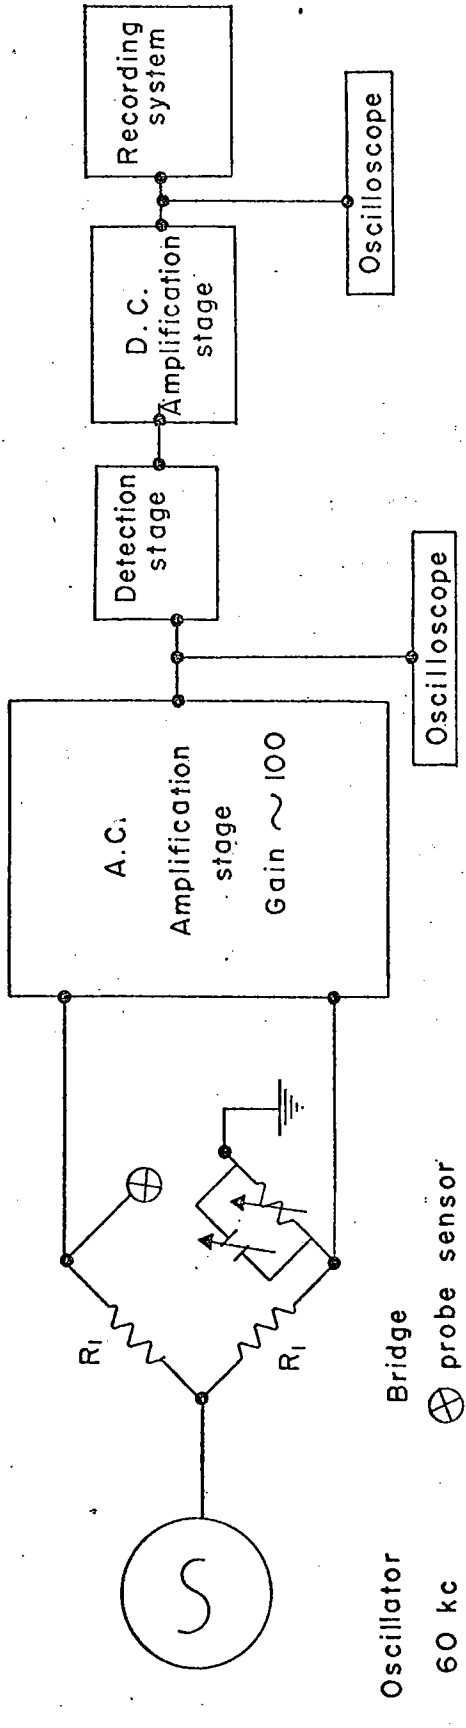 Oscillator
60 kc
R1
R1
Bridge
⊗ probe sensor
A.C.
Amplification
stage
Gain ~ 100
Oscilloscope
Detection
stage
D. C.
Amplification
stage
Oscilloscope
Recording
system